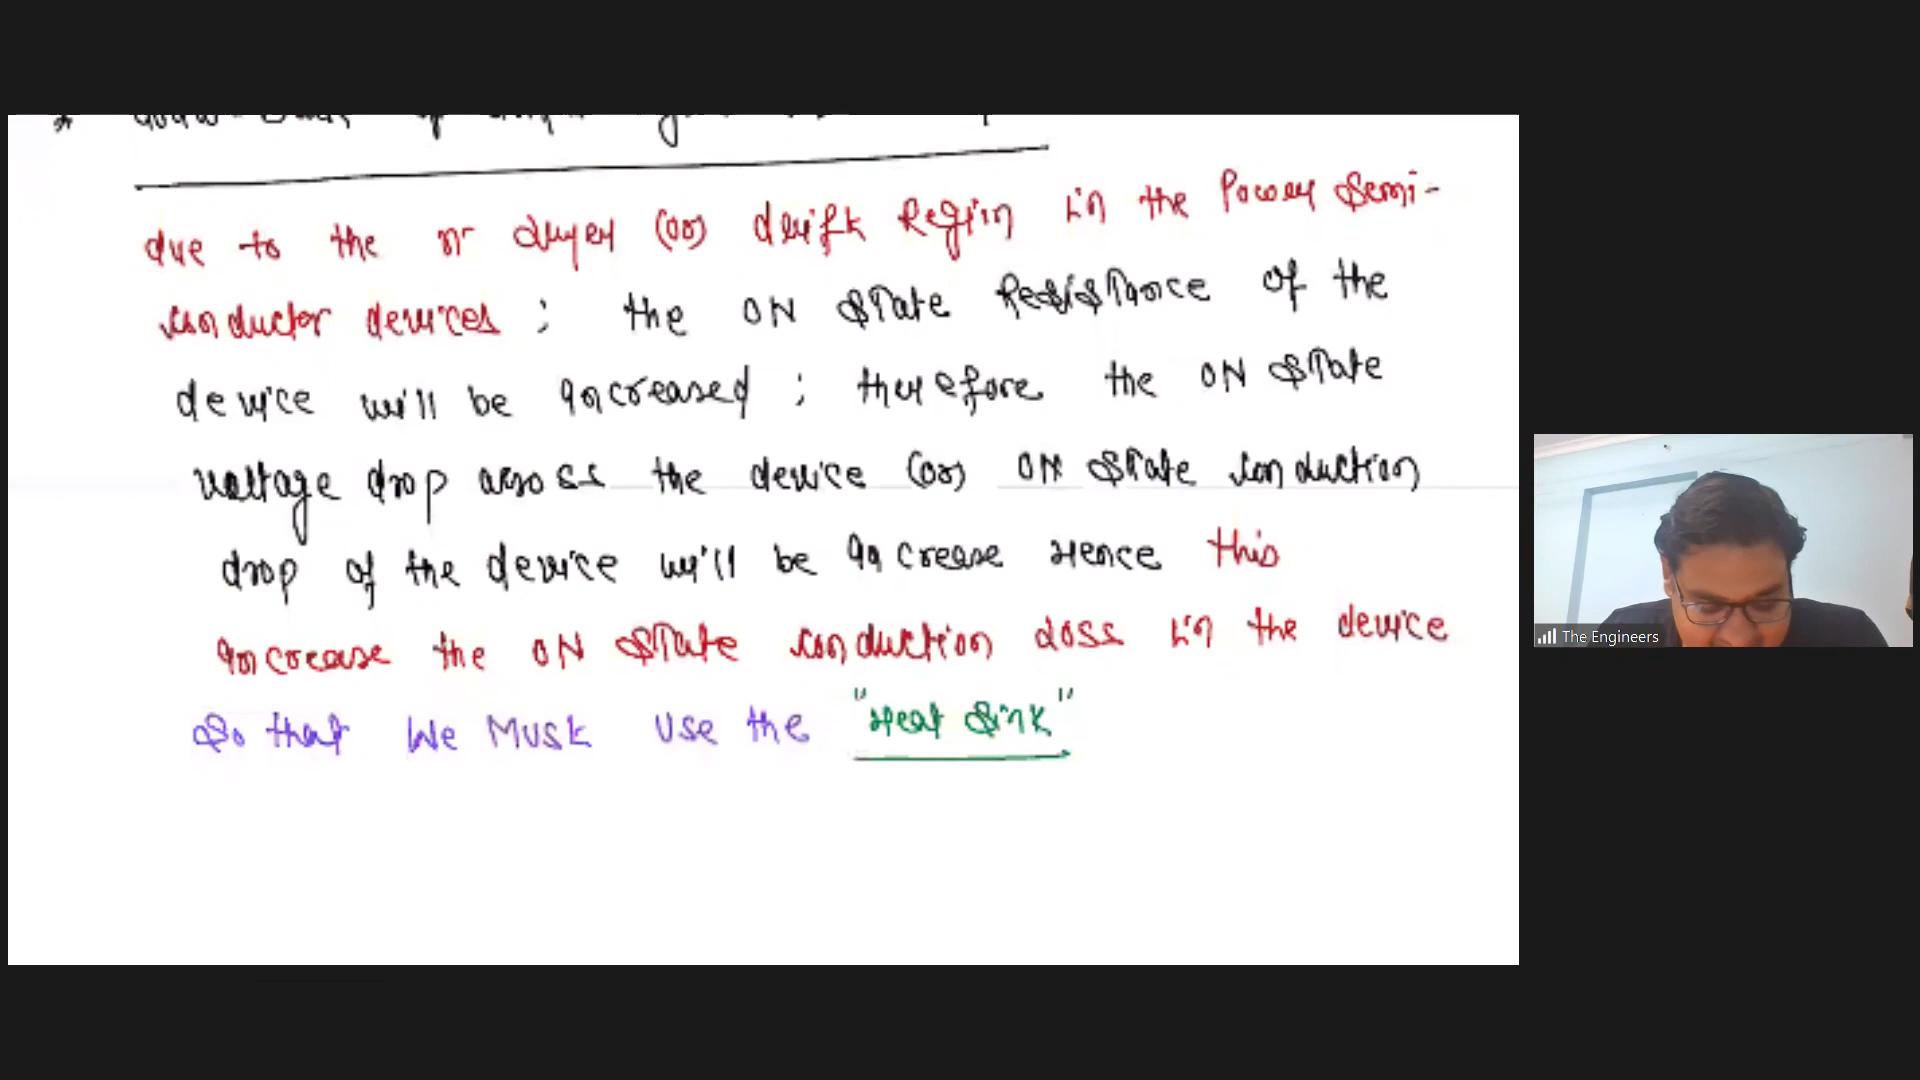 *
due to the n⁻ layer (or) drift Region in the Power Semi-
conductor devices ; the ON State Resistance of the
device will be increased ; therefore the ON State
voltage drop across the device (or) ON State conduction
drop of the device will be increase Hence this
increase the ON State conduction Loss in the device
So that We Must Use the "Heat Sink"
The Engineers